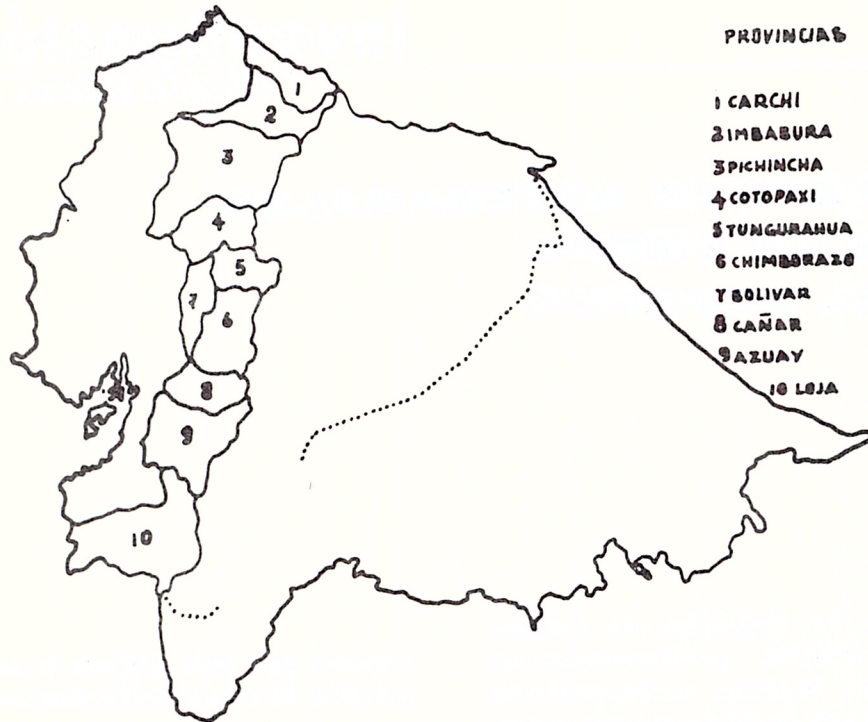 PROVINCIAS
1 CARCHI
2 IMBABURA
3 PICHINCHA
4 COTOPAXI
5 TUNGURAHUA
6 CHIMBORAZO
7 BOLIVAR
8 CAÑAR
9 AZUAY
10 LOJA
1
2
3
4
5
7
6
8
9
10